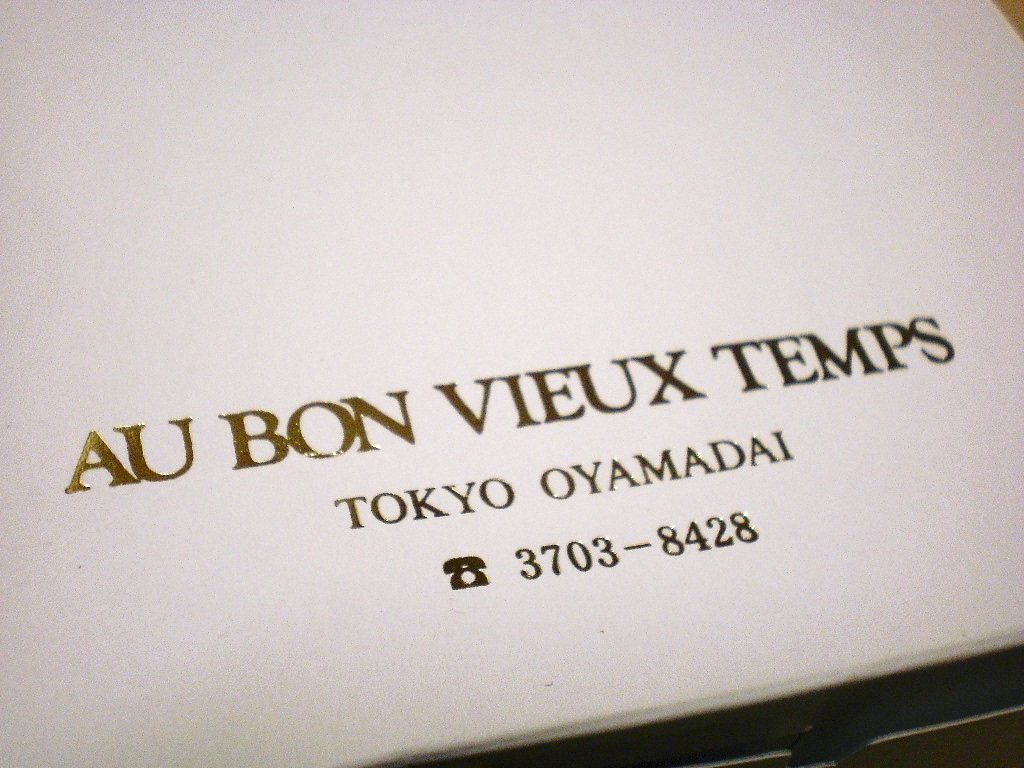 AU BON VIEUX TEMPS
TOKYO OYAMADAI
☎ 3703-8428